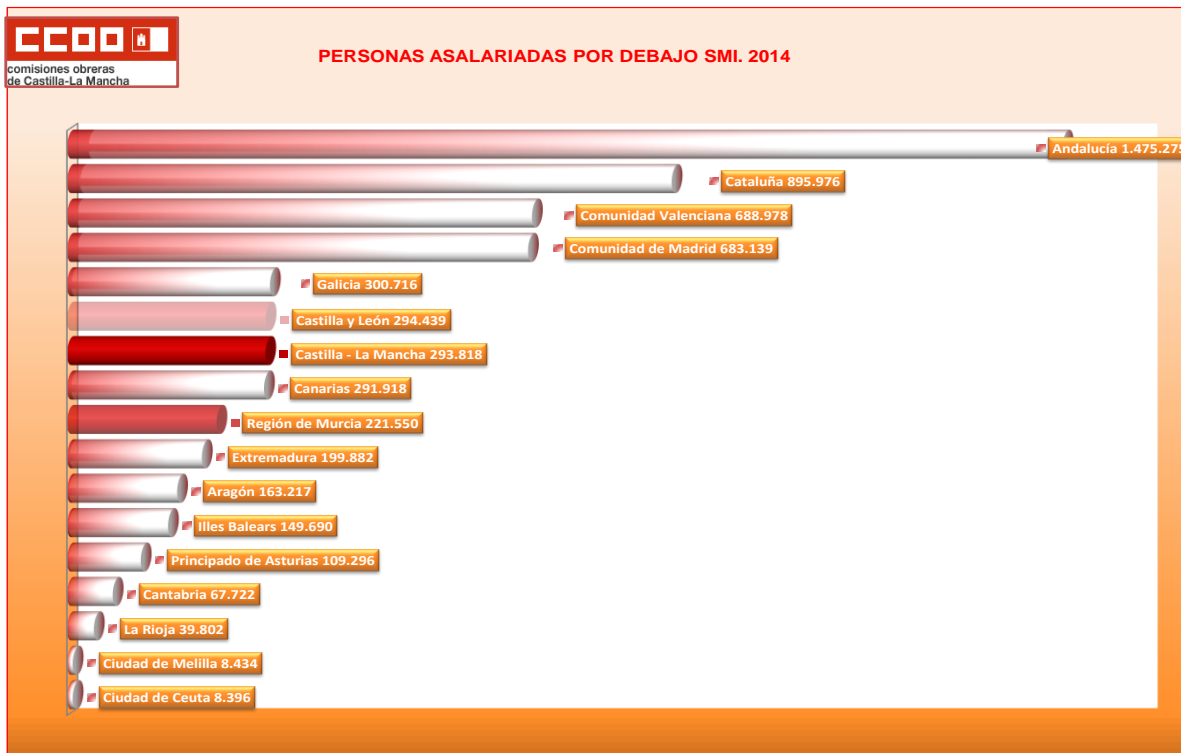 CCOO
comisiones obreras
de Castilla-La Mancha
PERSONAS ASALARIADAS POR DEBAJO SMI. 2014
Andalucía 1.475.275
Cataluña 895.976
Comunidad Valenciana 688.978
Comunidad de Madrid 683.139
Galicia 300.716
Castilla y León 294.439
Castilla - La Mancha 293.818
Canarias 291.918
Región de Murcia 221.550
Extremadura 199.882
Aragón 163.217
Illes Balears 149.690
Principado de Asturias 109.296
Cantabria 67.722
La Rioja 39.802
Ciudad de Melilla 8.434
Ciudad de Ceuta 8.396